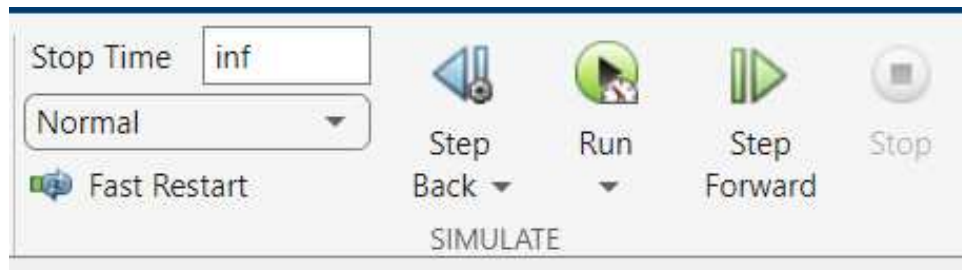 Stop Time inf
Normal
Fast Restart
Step
Back
Run
Step
Forward
Stop
SIMULATE